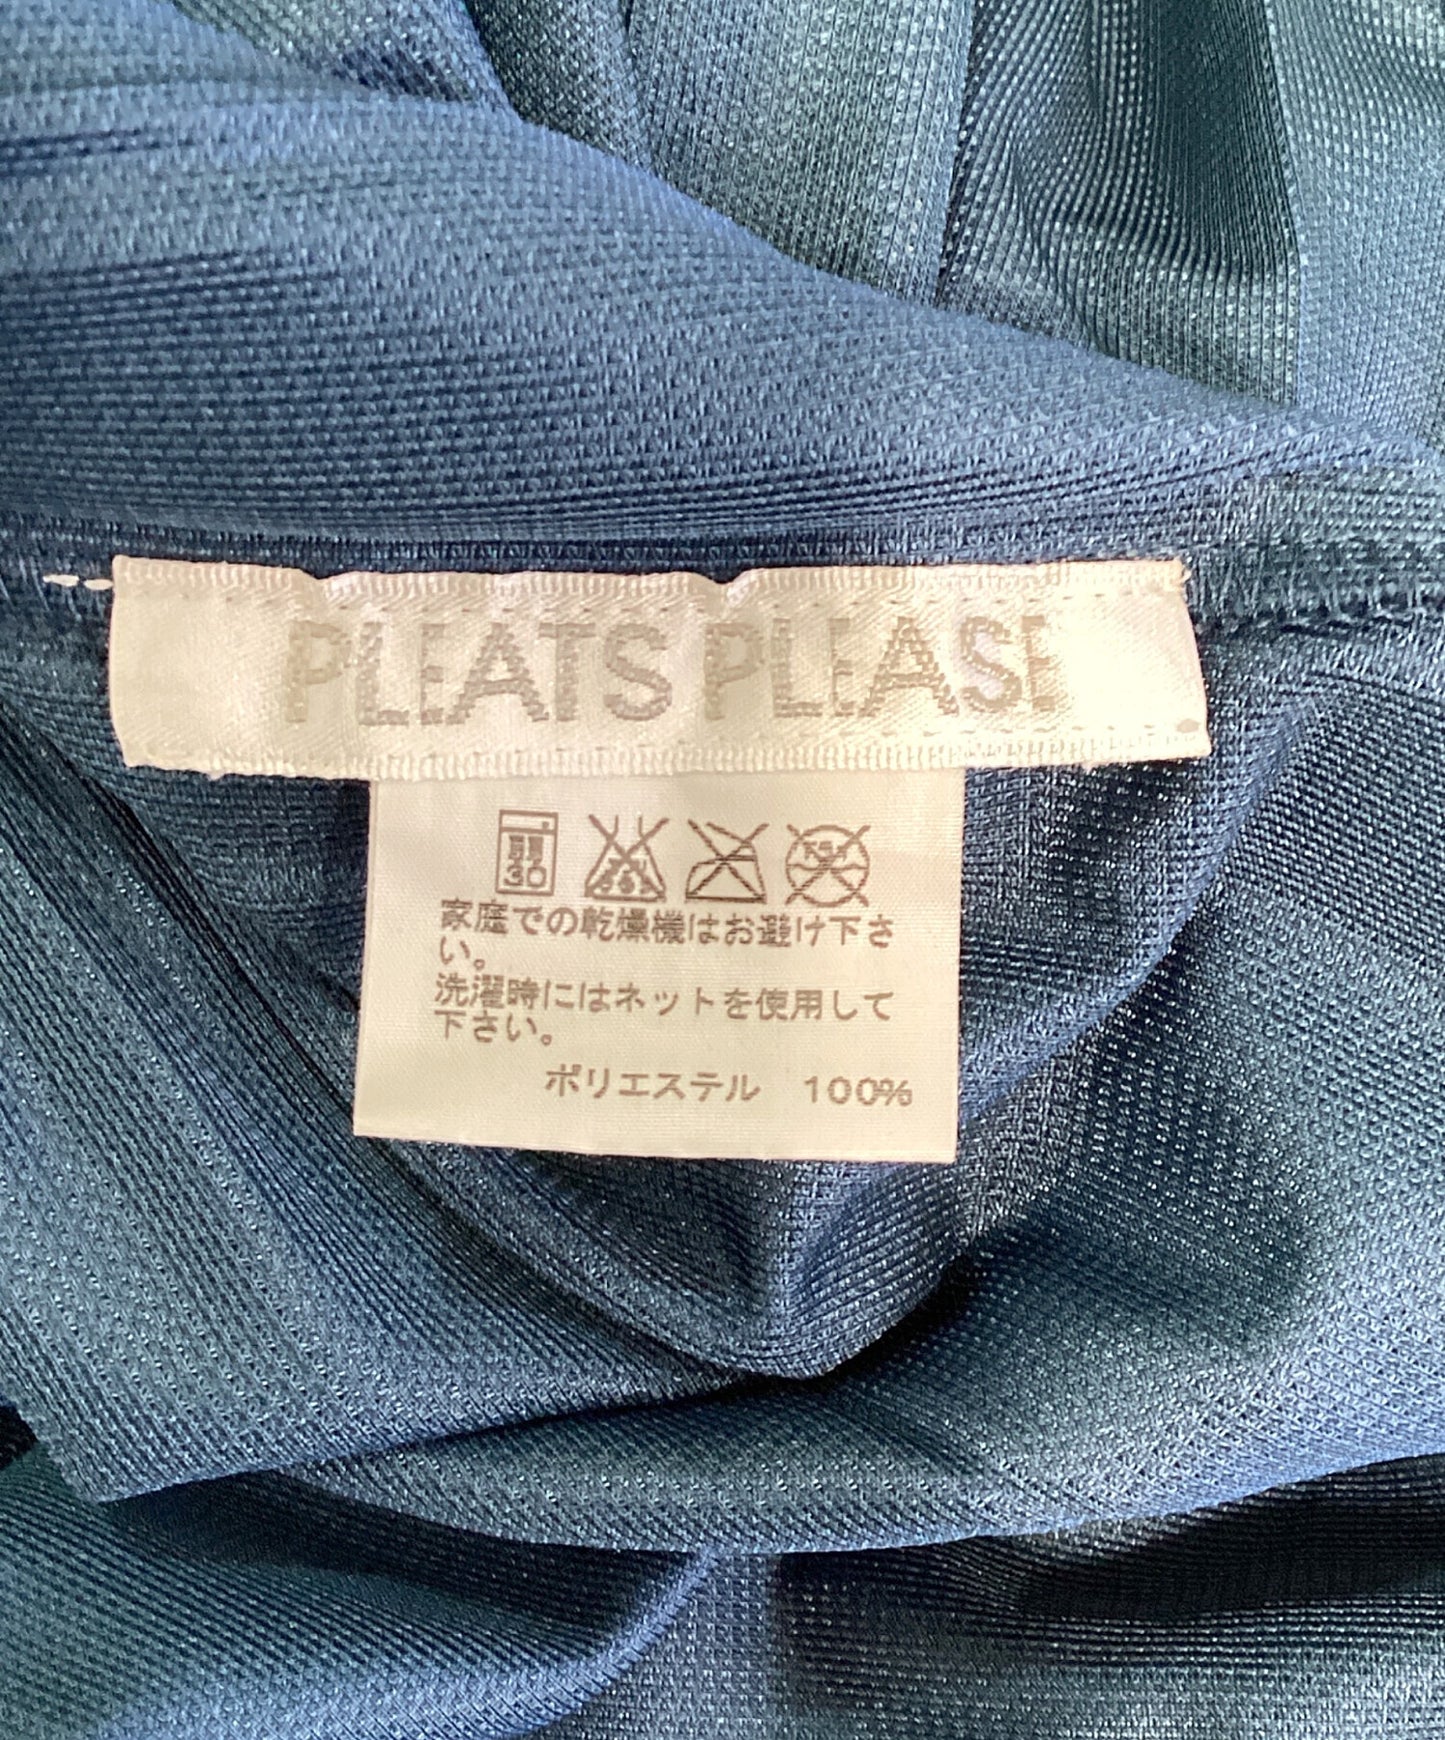 PLEATS PLEASE
弱
30
家庭での乾燥機はお避け下さ
い。
洗濯時にはネットを使用して
下さい。
ポリエステル 100%